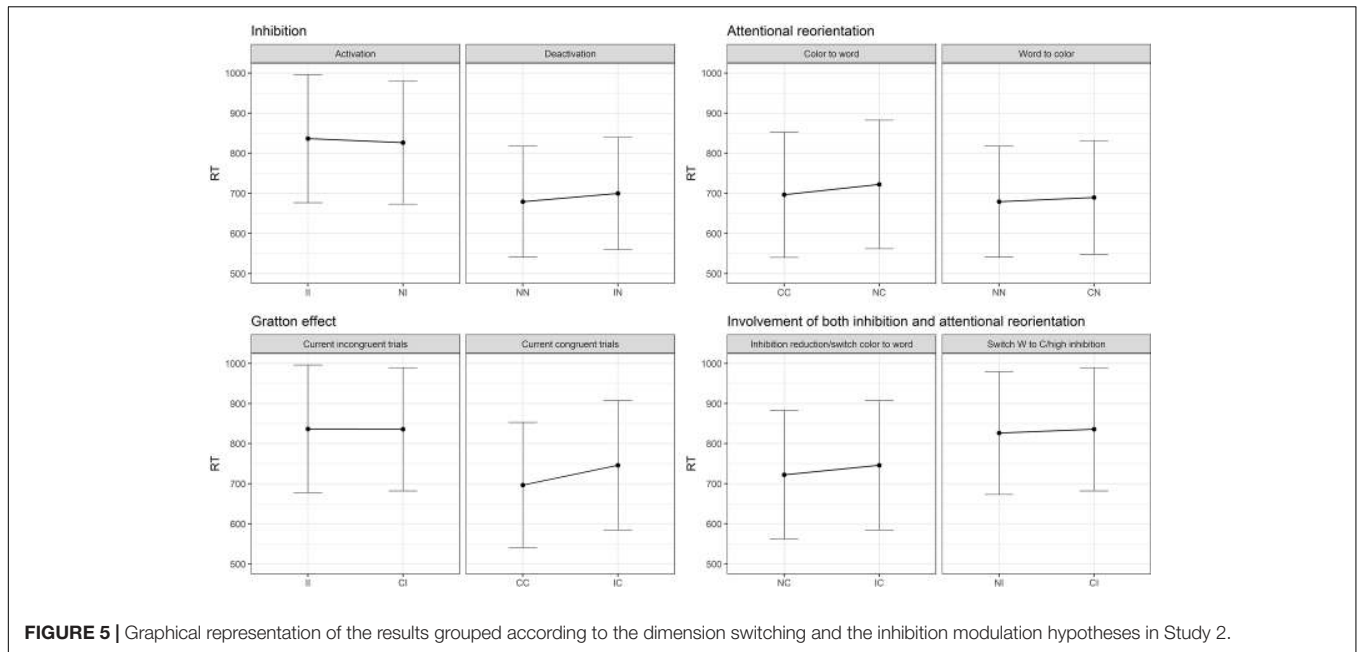 Inhibition
Activation
Deactivation
RT
1000
900
800
700
600
500
II
NI
NN
IN
Attentional reorientation
Color to word
Word to color
RT
1000
900
800
700
600
500
CC
NC
NN
CN
Gratton effect
Current incongruent trials
Current congruent trials
RT
1000
900
800
700
600
500
II
CI
CC
IC
Involvement of both inhibition and attentional reorientation
Inhibition reduction/switch color to word
Switch W to C/high inhibition
RT
1000
900
800
700
600
500
NC
IC
NI
CI
FIGURE 5 | Graphical representation of the results grouped according to the dimension switching and the inhibition modulation hypotheses in Study 2.